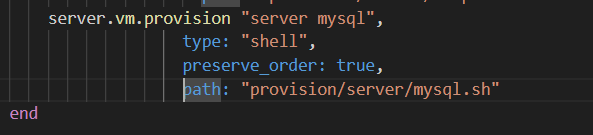 server.vm.provision "server mysql",
type: "shell",
preserve_order: true,
path: "provision/server/mysql.sh"
end